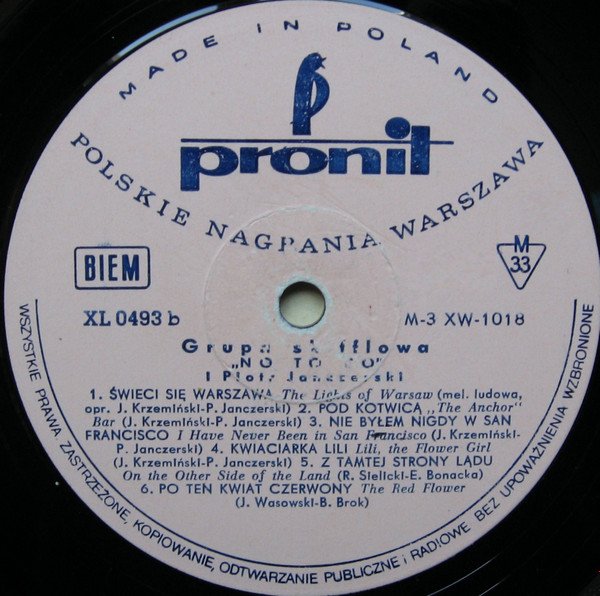 MADE IN POLAND
pronit
POLSKIE NAGRANIA WARSZAWA
BIEM
M
33
XL 0493 b
M-3 XW-1018
Grupa skifflowa
„NO TO CO"
i Piotr Janczerski
1. ŚWIECI SIĘ WARSZAWA The Lights of Warsaw (mel. ludowa,
opr. J. Krzemiński-P. Janczerski) 2. POD KOTWICĄ „The Anchor"
Bar (J. Krzemiński-P. Janczerski) 3. NIE BYŁEM NIGDY W SAN
FRANCISCO I Have Never Been in San Francisco (J. Krzemiński-
P. Janczerski) 4. KWIACIARKA LILI Lili, the Flower Girl
(J. Krzemiński-P. Janczerski) 5. Z TAMTEJ STRONY LĄDU
On the Other Side of the Land (R. Sielicki-E. Bonacka)
6. PO TEN KWIAT CZERWONY The Red Flower
(J. Wasowski-B. Brok)
WSZYSTKIE PRAWA ZASTRZEŻONE, KOPIOWANIE, ODTWARZANIE PUBLICZNE i RADIOWE BEZ UPOWAŻNIENIA WZBRONIONE